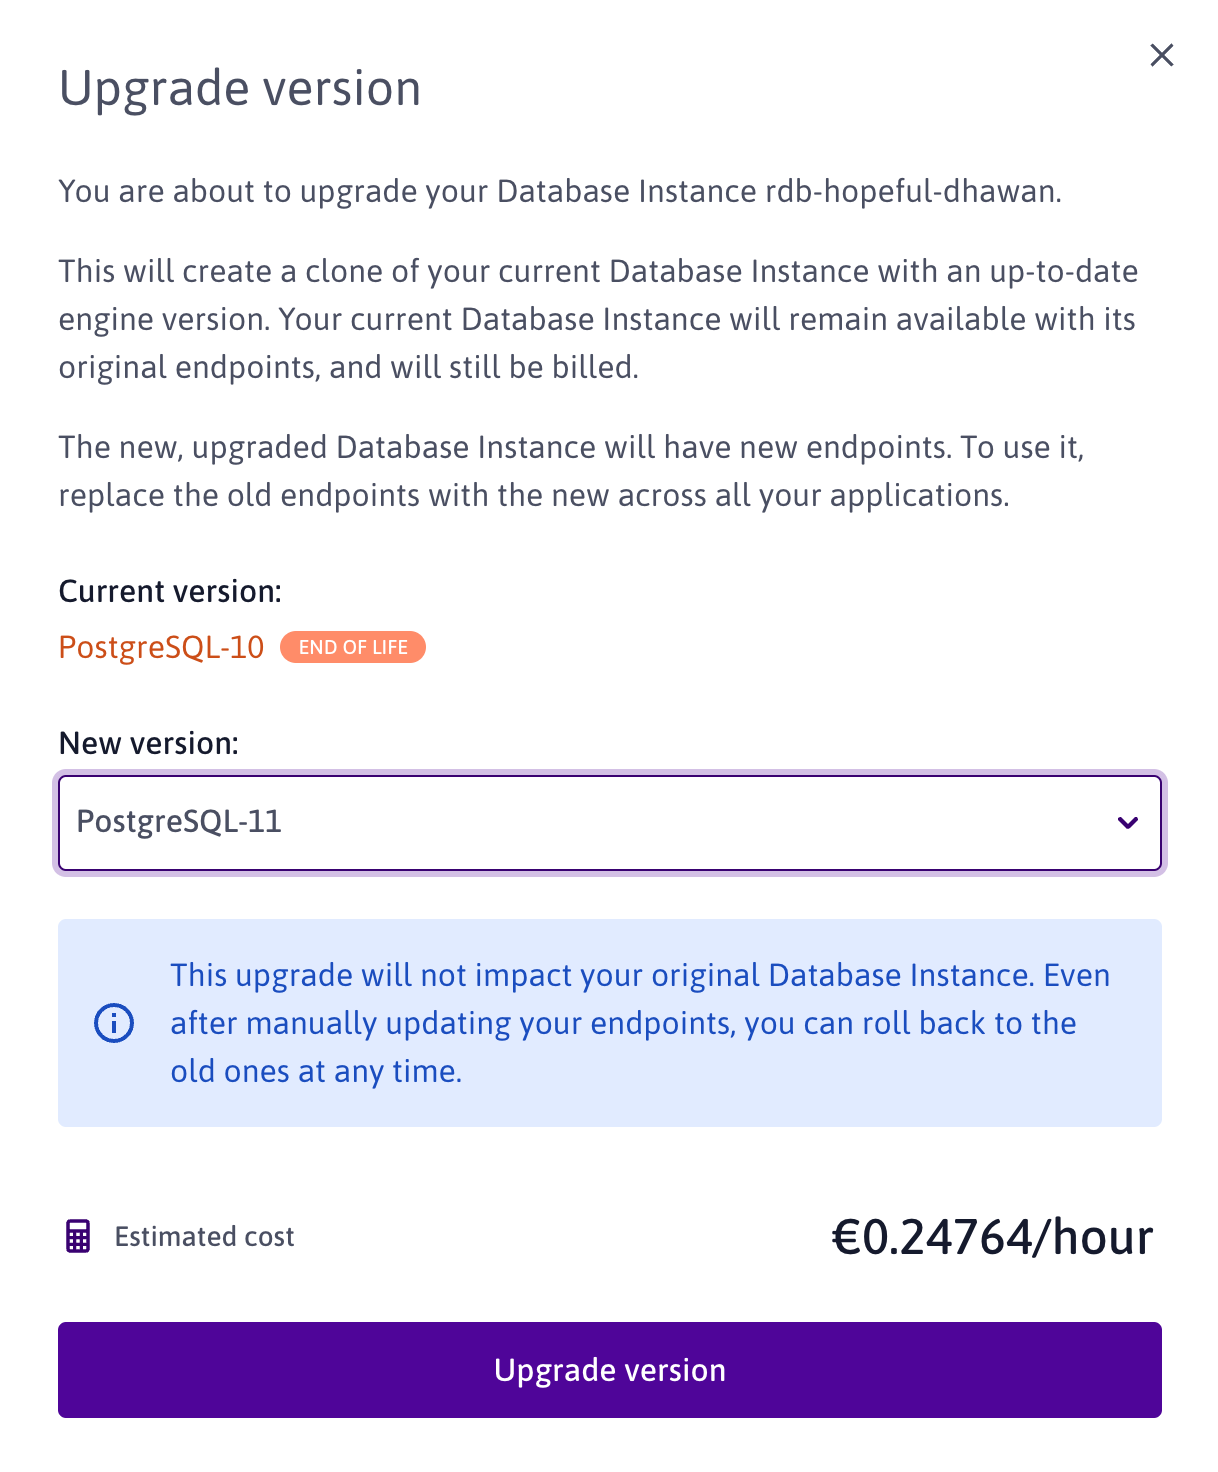 Upgrade version
You are about to upgrade your Database Instance rdb-hopeful-dhawan.
This will create a clone of your current Database Instance with an up-to-date
engine version. Your current Database Instance will remain available with its
original endpoints, and will still be billed.
The new, upgraded Database Instance will have new endpoints. To use it,
replace the old endpoints with the new across all your applications.
Current version:
PostgreSQL-10 END OF LIFE
New version:
PostgreSQL-11
This upgrade will not impact your original Database Instance. Even
after manually updating your endpoints, you can roll back to the
old ones at any time.
Estimated cost €0.24764/hour
Upgrade version